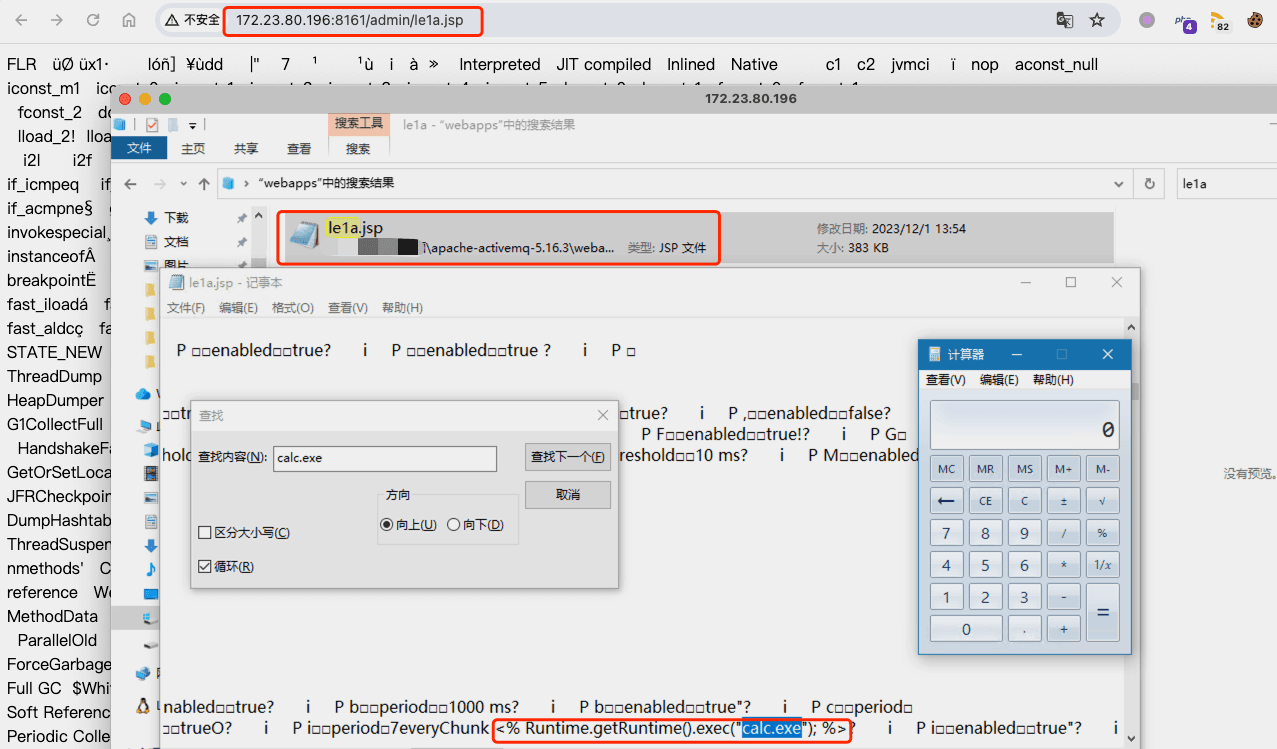 不安全
172.23.80.196:8161/admin/le1a.jsp
4
82
FLR üØ üx1· lóñ] ¥ùdd |" 7 ¹ ¹ù i à » Interpreted JIT compiled Inlined Native c1 c2 jvmci ï nop aconst_null
iconst_m1
172.23.80.196
fconst_2
搜索工具
le1a - "webapps"中的搜索结果
lload_2!
文件 主页 共享 查看 搜索
i2l i2f
if_icmpeq
"webapps"中的搜索结果
le1a
if_acmpne§
下载
le1a.jsp
修改日期: 2023/12/1 13:54
invokespecial
文档
\apache-activemq-5.16.3\weba...
类型: JSP 文件
大小: 383 KB
instanceofÂ
图片
breakpointË
le1a.jsp - 记事本
fast_iloadá
文件(F) 编辑(E) 格式(O) 查看(V) 帮助(H)
fast_aldcç
STATE_NEW
P □□enabled□□true? i P □□enabled□□true ? i P □
计算器
ThreadDump
查看(V) 编辑(E) 帮助(H)
HeapDumper
G1CollectFull
查找
□true? i P ,□□enabled□□false?
0
HandshakeFa
P F□□enabled□□true!? i P G□
查找内容(N):
calc.exe
查找下一个(F)
hold
reshold□□10 ms? i P M□□enabled
GetOrSetLoca
MC MR MS M+ M-
没有预览。
JFRCheckpoin
方向
取消
← CE C ± √
DumpHashtab
向上(U) 向下(D)
区分大小写(C)
7 8 9 / %
ThreadSuspen
nmethods'
循环(R)
4 5 6 * 1/x
reference
1 2 3 - =
MethodData
0 . +
ParallelOld
ForceGarbage
Full GC $Whit
Soft Referenc
nabled□□true? i P b□□period□□1000 ms? i P b□□enabled□□true"? i P c□□period□
□□trueO? i P i□□period□7everyChunk <% Runtime.getRuntime().exec("calc.exe"); %>? i P i□□enabled□□true"? i
Periodic Colle